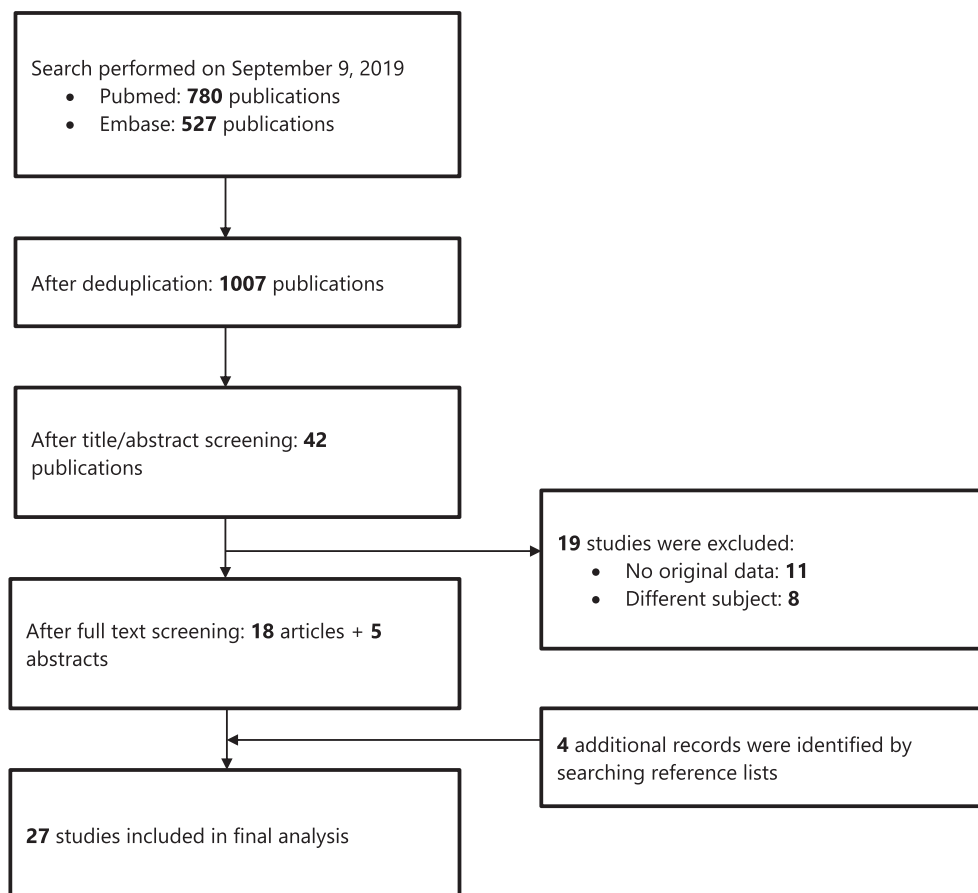 Search performed on September 9, 2019
• Pubmed: 780 publications
• Embase: 527 publications
After deduplication: 1007 publications
After title/abstract screening: 42
publications
19 studies were excluded:
• No original data: 11
• Different subject: 8
After full text screening: 18 articles + 5
abstracts
4 additional records were identified by
searching reference lists
27 studies included in final analysis